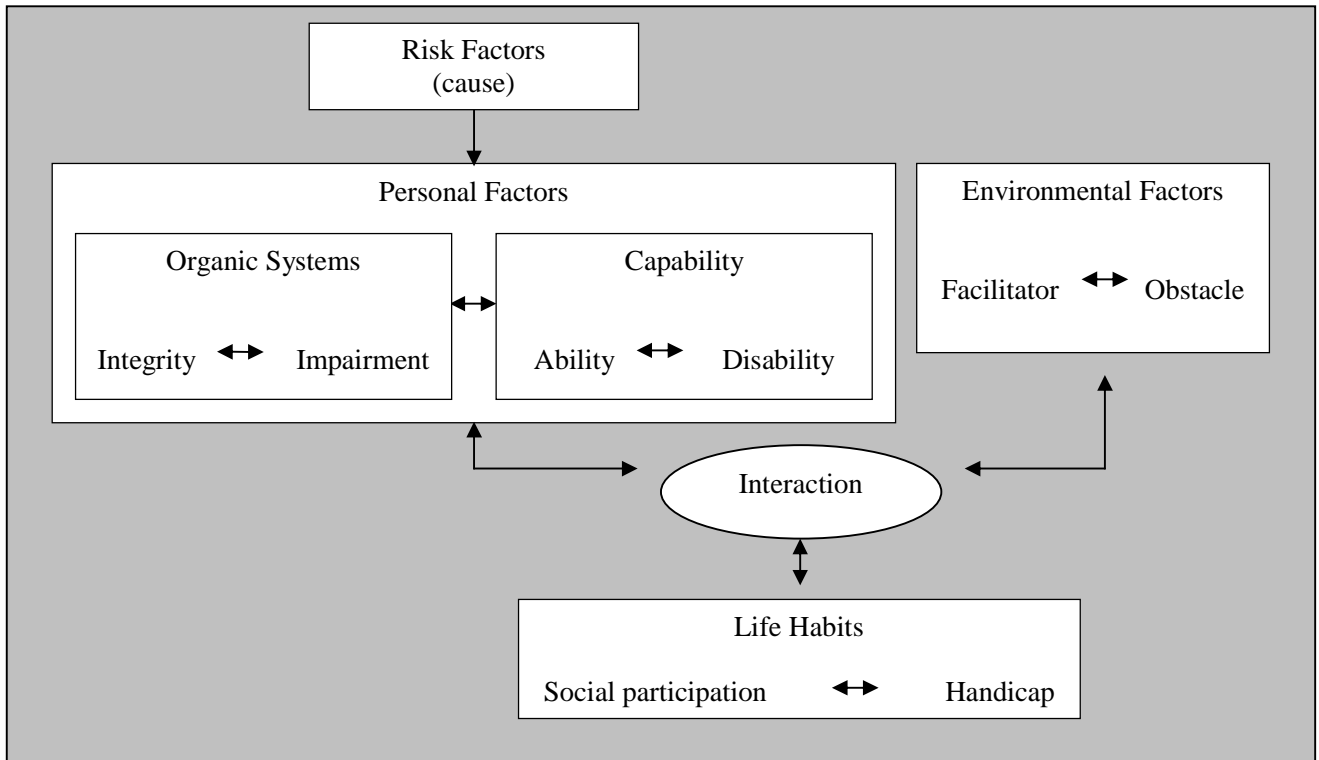 Risk Factors
(cause)
Personal Factors
Organic Systems
Integrity Impairment
Capability
Ability Disability
Environmental Factors
Facilitator Obstacle
Interaction
Life Habits
Social participation Handicap